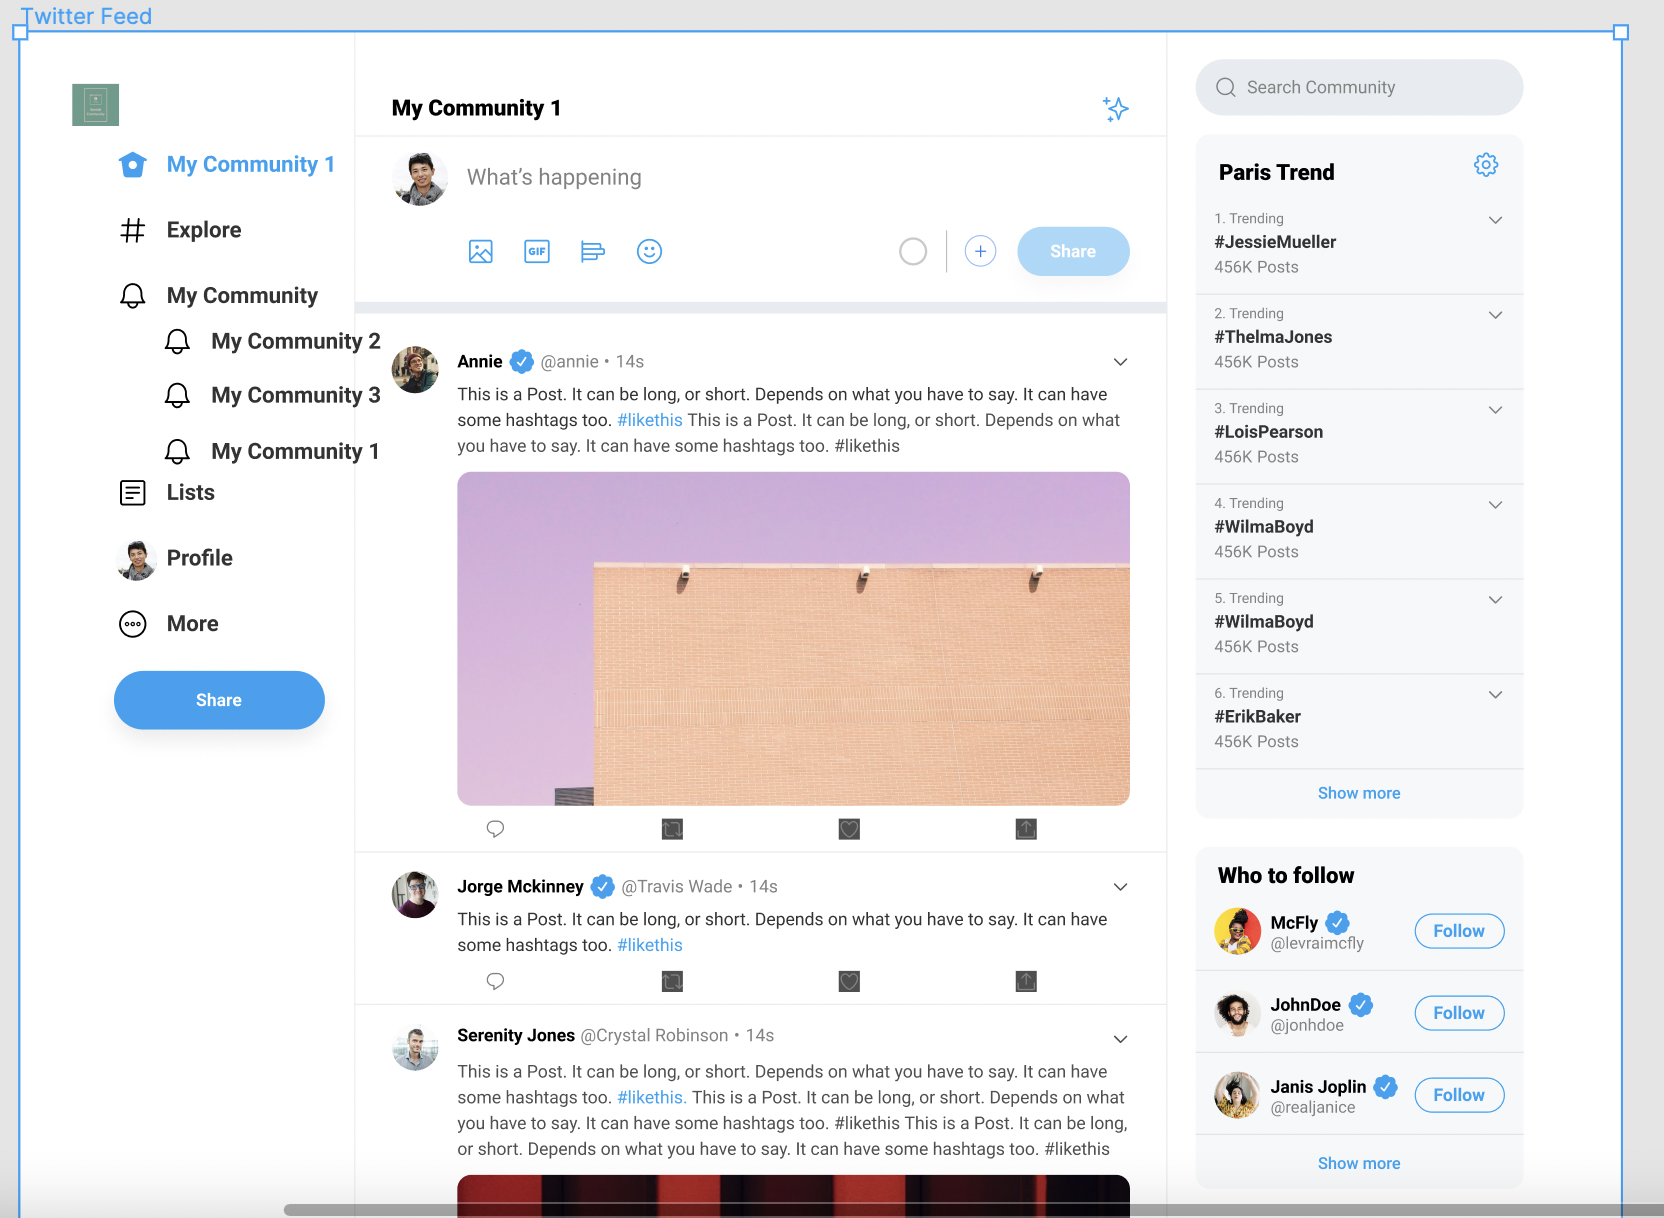 Twitter Feed
My Community 1
Explore
My Community
My Community 2
My Community 3
My Community 1
Lists
Profile
More
Share
My Community 1
What's happening
GIF
Share
Annie @annie • 14s
This is a Post. It can be long, or short. Depends on what you have to say. It can have
some hashtags too. #likethis This is a Post. It can be long, or short. Depends on what
you have to say. It can have some hashtags too. #likethis
Jorge Mckinney @Travis Wade • 14s
This is a Post. It can be long, or short. Depends on what you have to say. It can have
some hashtags too. #likethis
Serenity Jones @Crystal Robinson • 14s
This is a Post. It can be long, or short. Depends on what you have to say. It can have
some hashtags too. #likethis. This is a Post. It can be long, or short. Depends on what
you have to say. It can have some hashtags too. #likethis This is a Post. It can be long,
or short. Depends on what you have to say. It can have some hashtags too. #likethis
Search Community
Paris Trend
1. Trending
#JessieMueller
456K Posts
2. Trending
#ThelmaJones
456K Posts
3. Trending
#LoisPearson
456K Posts
4. Trending
#WilmaBoyd
456K Posts
5. Trending
#WilmaBoyd
456K Posts
6. Trending
#ErikBaker
456K Posts
Show more
Who to follow
McFly
@levraimcfly
Follow
JohnDoe
@jonhdoe
Follow
Janis Joplin
@realjanice
Follow
Show more